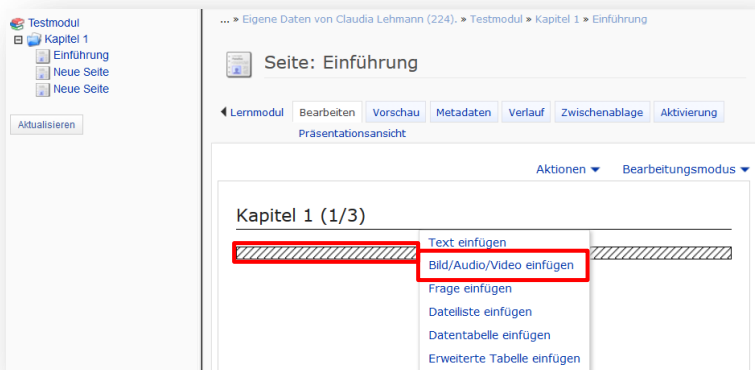 Testmodul
Kapitel 1
Einführung
Neue Seite
Neue Seite
Aktualisieren
... » Eigene Daten von Claudia Lehmann (224). » Testmodul » Kapitel 1 » Einführung
Seite: Einführung
Lernmodul Bearbeiten Vorschau Metadaten Verlauf Zwischenablage Aktivierung
Präsentationsansicht
Aktionen Bearbeitungsmodus
Kapitel 1 (1/3)
Text einfügen
Bild/Audio/Video einfügen
Frage einfügen
Dateiliste einfügen
Datentabelle einfügen
Erweiterte Tabelle einfügen